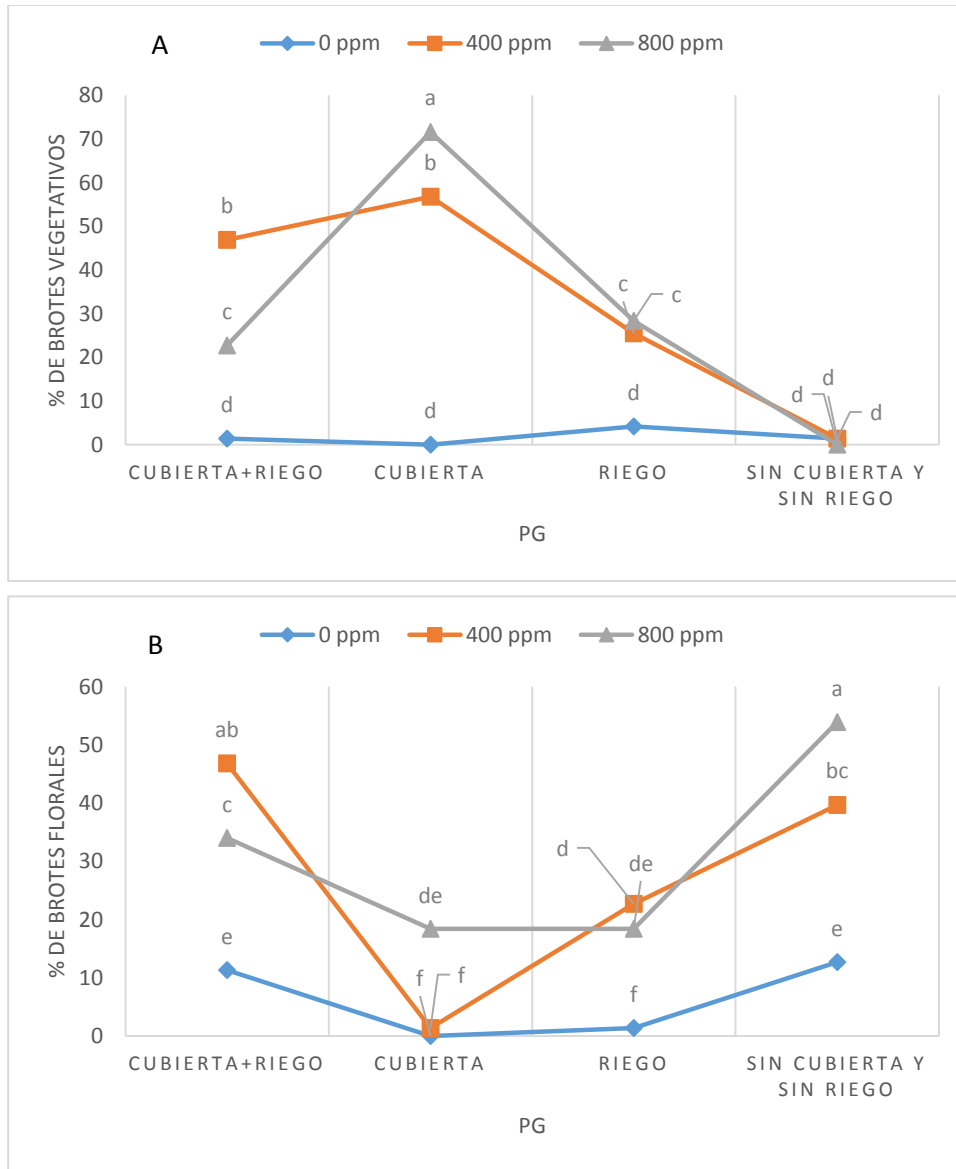 A
0 ppm 400 ppm 800 ppm
% DE BROTES VEGETATIVOS
80
70
60
50
40
30
20
10
0
b
c
d
a
b
d
c
c
d
d
d
d
CUBIERTA+RIEGO CUBIERTA RIEGO SIN CUBIERTA Y
SIN RIEGO
PG
B
0 ppm 400 ppm 800 ppm
% DE BROTES FLORALES
60
50
40
30
20
10
0
ab
c
e
de
f
f
d
de
f
a
bc
e
CUBIERTA+RIEGO CUBIERTA RIEGO SIN CUBIERTA Y
SIN RIEGO
PG